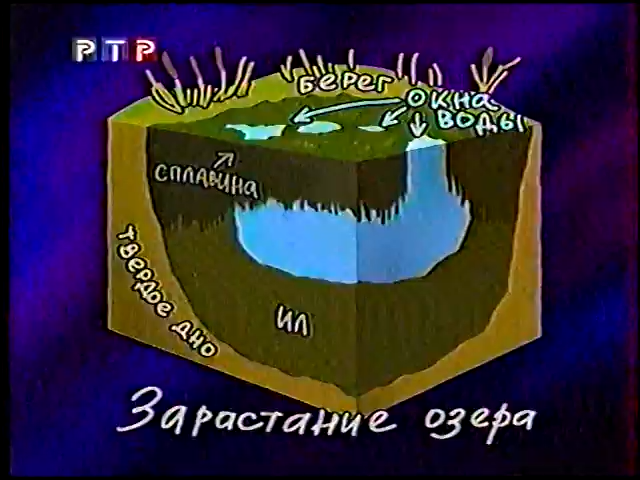 РТР
берег
окна
воды
сплавина
твердое дно
ил
Зарастание озера